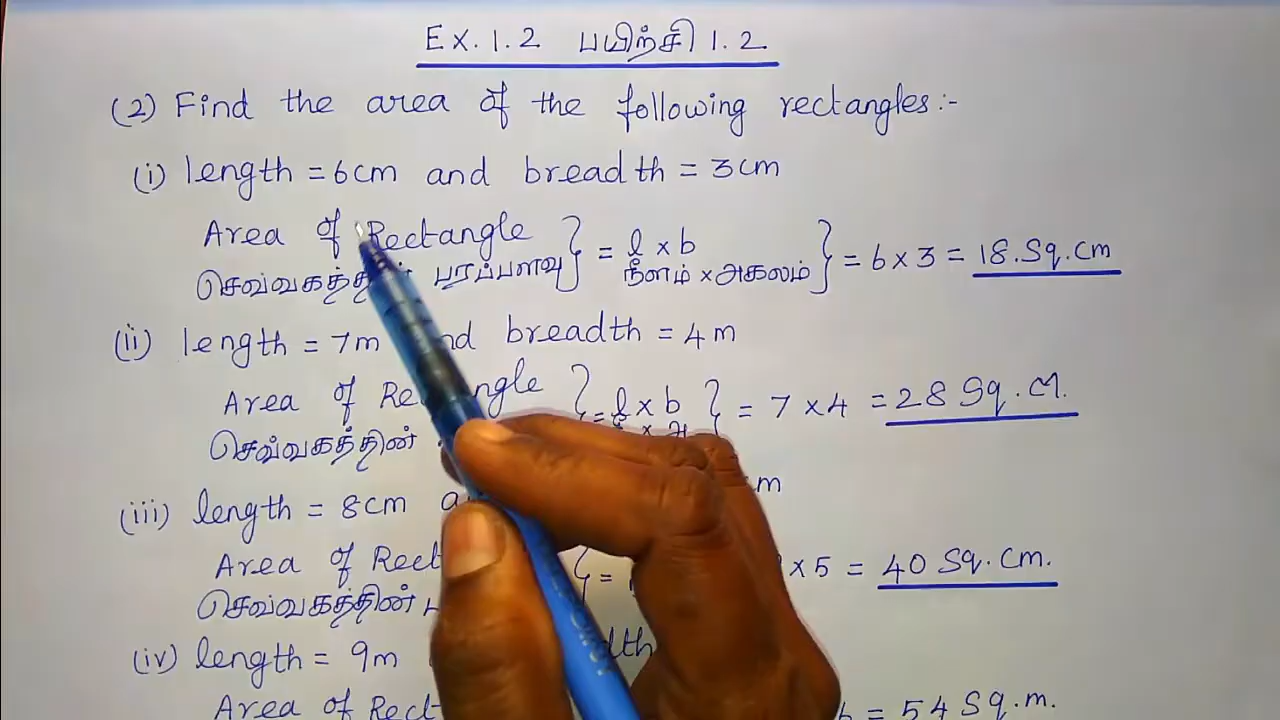 Ex. 1.2 பயிற்சி 1.2
(2) Find the area of the following rectangles:-
(i) length = 6cm and breadth = 3cm
Area of Rectangle } = l × b } = 6 × 3 = 18.Sq.cm
செவ்வகத்தின் பரப்பளவு நீளம் × அகலம்
(ii) length = 7m and breadth = 4m
Area of Rectangle } = l × b } = 7 × 4 = 28 Sq.m.
செவ்வகத்தின் × அ
(iii) length = 8cm m
Area of } = × 5 = 40 Sq.cm.
செவ்வகத்தின்
(iv) length = 9m
Area of = 54 Sq.m.